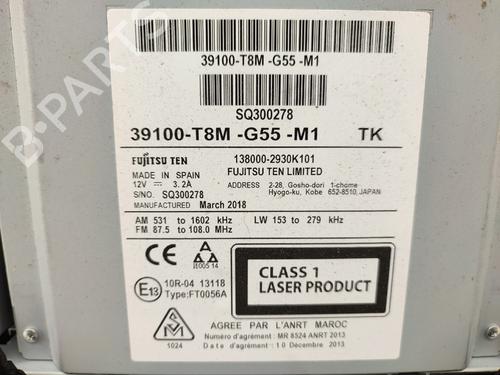 39100-T8M -G55 -M1
SQ300278
39100-T8M -G55 -M1 TK
FUJITSU TEN 138000-2930K101
MADE IN SPAIN FUJITSU TEN LIMITED
12V 3.2A ADDRESS 2-28, Gosho-dori 1-chome
S/NO. SQ300278 Hyogo-ku, Kobe 652-8510, JAPAN
MANUFACTURED March 2018
AM 531 to 1602 kHz LW 153 to 279 kHz
FM 87.5 to 108.0 MHz
CE
IE005 14
E13 10R-04 13118
Type:FT0056A
CLASS 1
LASER PRODUCT
SM
1024
AGREE PAR L'ANRT MAROC
Numéro d'agrément: MR 8524 ANRT 2013
Date d'agrément: 10 Décembre 2013
B-PARTS